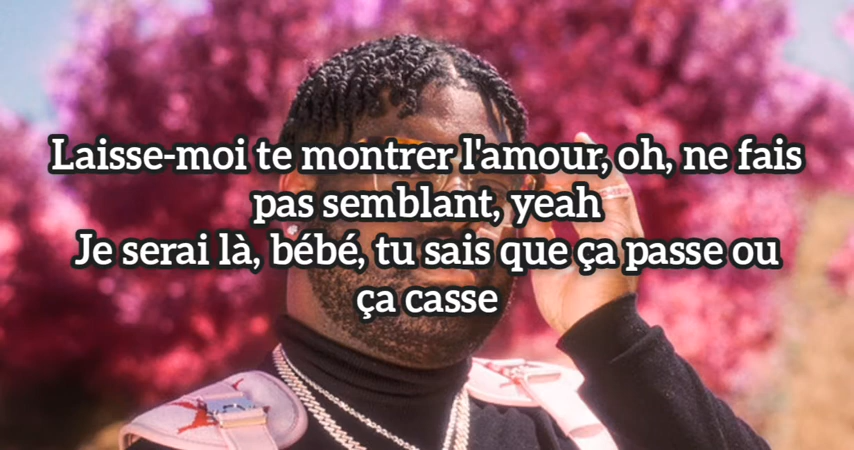 Laisse-moi te montrer l'amour, oh, ne fais
pas semblant, yeah
Je serai là, bébé, tu sais que ça passe ou
ça casse